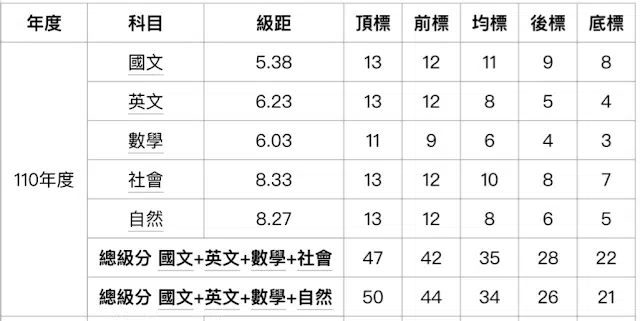 年度 科目 級距 頂標 前標 均標 後標 底標
國文 5.38 13 12 11 9 8
英文 6.23 13 12 8 5 4
數學 6.03 11 9 6 4 3
110年度 社會 8.33 13 12 10 8 7
自然 8.27 13 12 8 6 5
總級分 國文+英文+數學+社會 47 42 35 28 22
總級分 國文+英文+數學+自然 50 44 34 26 21